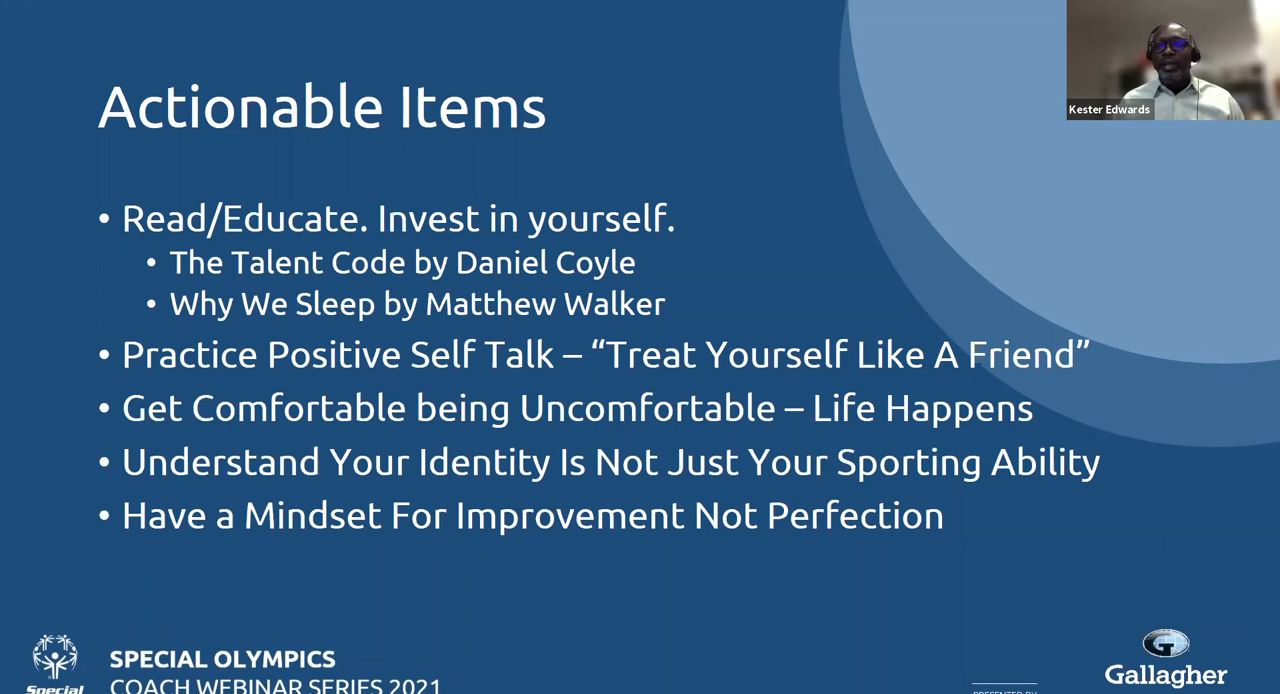 Actionable Items
Kester Edwards
• Read/Educate. Invest in yourself.
• The Talent Code by Daniel Coyle
• Why We Sleep by Matthew Walker
• Practice Positive Self Talk – “Treat Yourself Like A Friend”
• Get Comfortable being Uncomfortable – Life Happens
• Understand Your Identity Is Not Just Your Sporting Ability
• Have a Mindset For Improvement Not Perfection
Special
SPECIAL OLYMPICS
COACH WEBINAR SERIES 2021
PRESENTED BY
G
Gallagher